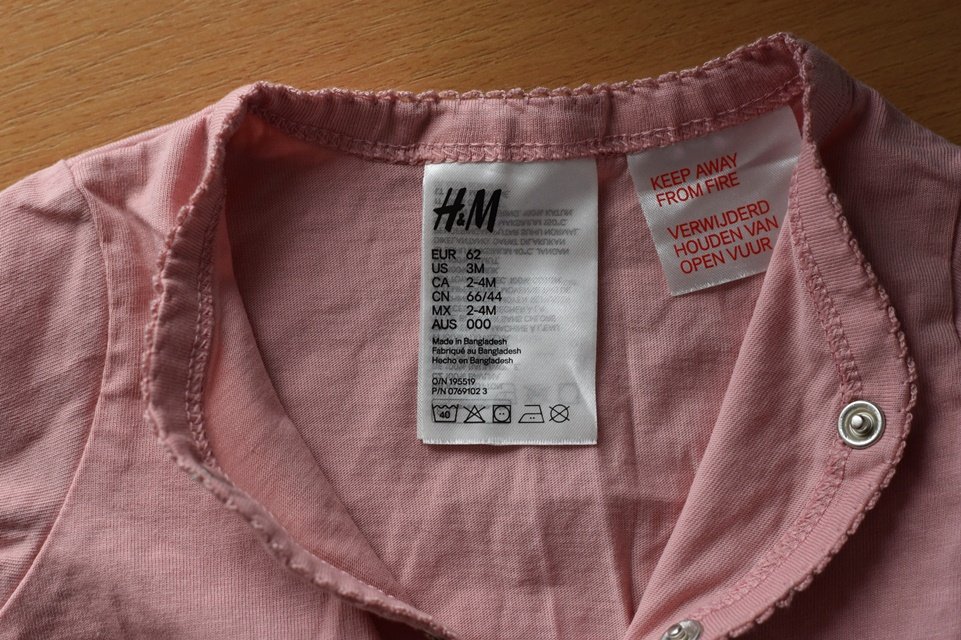 H&M
EUR 62
US 3M
CA 2-4M
CN 66/44
MX 2-4M
AUS 000
Made in Bangladesh
Fabriqué au Bangladesh
Hecho en Bangladesh
O/N 195519
P/N 0769102 3
40
KEEP AWAY
FROM FIRE
VERWIJDERD
HOUDEN VAN
OPEN VUUR